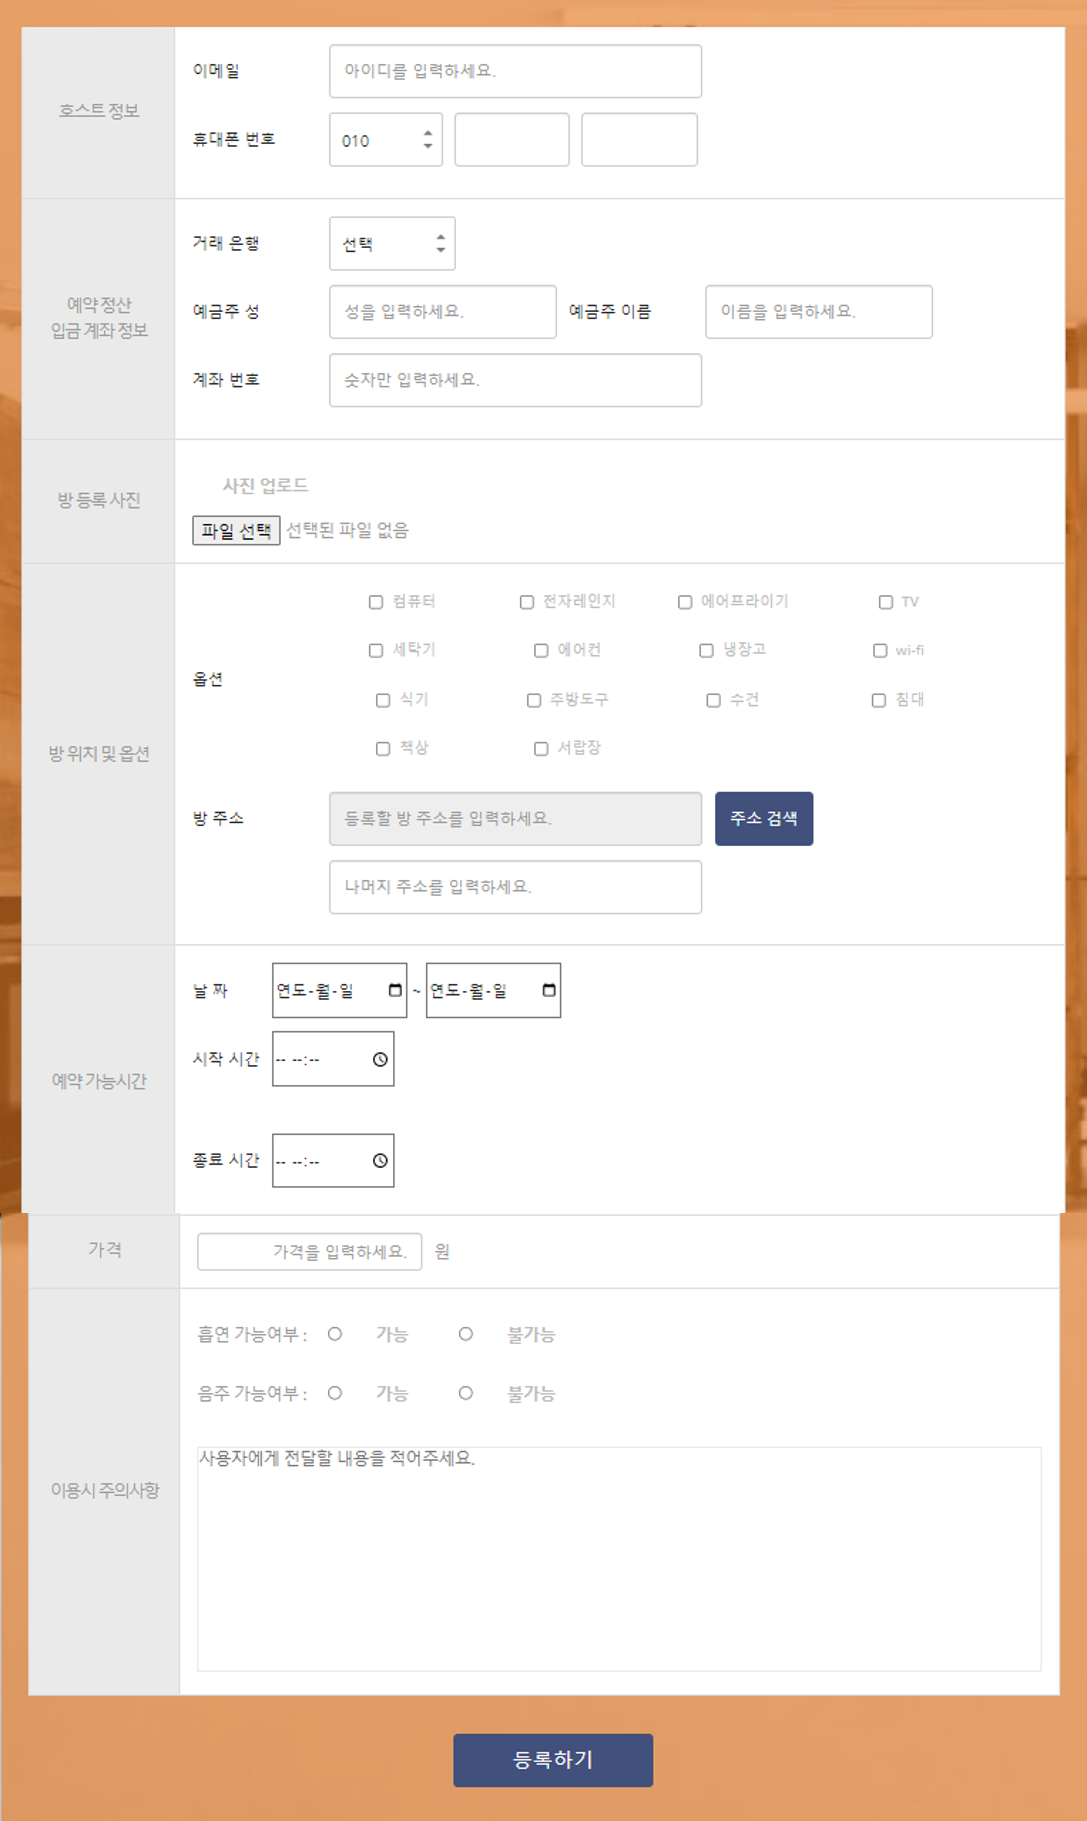 호스트 정보
이메일
아이디를 입력하세요.
휴대폰 번호
010
예약 정산
입금 계좌 정보
거래 은행
선택
예금주 성
성을 입력하세요.
예금주 이름
이름을 입력하세요.
계좌 번호
숫자만 입력하세요.
방 등록 사진
사진 업로드
파일 선택 선택된 파일 없음
방 위치 및 옵션
옵션
컴퓨터 전자레인지 에어프라이기 TV
세탁기 에어컨 냉장고 wi-fi
식기 주방도구 수건 침대
책상 서랍장
방 주소
등록할 방 주소를 입력하세요.
주소 검색
나머지 주소를 입력하세요.
예약 가능시간
날 짜
연도-월-일 ~ 연도-월-일
시작 시간
-- --:--
종료 시간
-- --:--
가격
가격을 입력하세요. 원
이용시 주의사항
흡연 가능여부 : 가능 불가능
음주 가능여부 : 가능 불가능
사용자에게 전달할 내용을 적어주세요.
등록하기